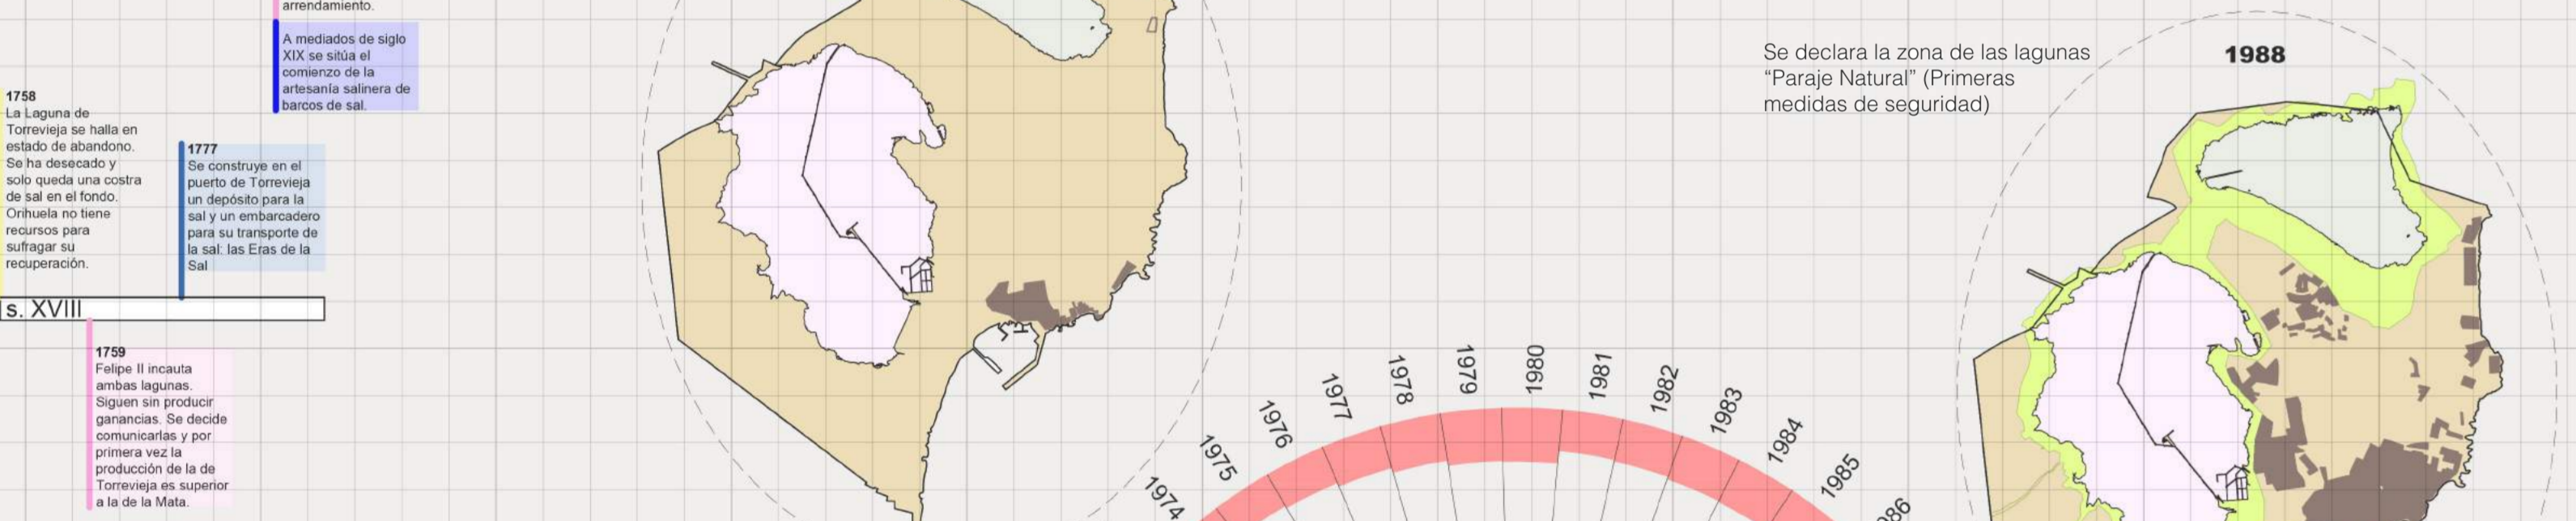 arrendamiento.
A mediados de siglo
XIX se sitúa el
comienzo de la
artesanía salinera de
barcos de sal.
1758
La Laguna de
Torrevieja se halla en
estado de abandono.
Se ha desecado y
solo queda una costra
de sal en el fondo.
Orihuela no tiene
recursos para
sufragar su
recuperación.
1777
Se construye en el
puerto de Torrevieja
un depósito para la
sal y un embarcadero
para su transporte de
la sal: las Eras de la
Sal
s. XVIII
1759
Felipe II incauta
ambas lagunas.
Siguen sin producir
ganancias. Se decide
comunicarlas y por
primera vez la
producción de la de
Torrevieja es superior
a la de la Mata.
1974
1975
1976
1977
1978
1979
1980
1981
1982
1983
1984
1985
Se declara la zona de las lagunas
“Paraje Natural” (Primeras
medidas de seguridad)
1988